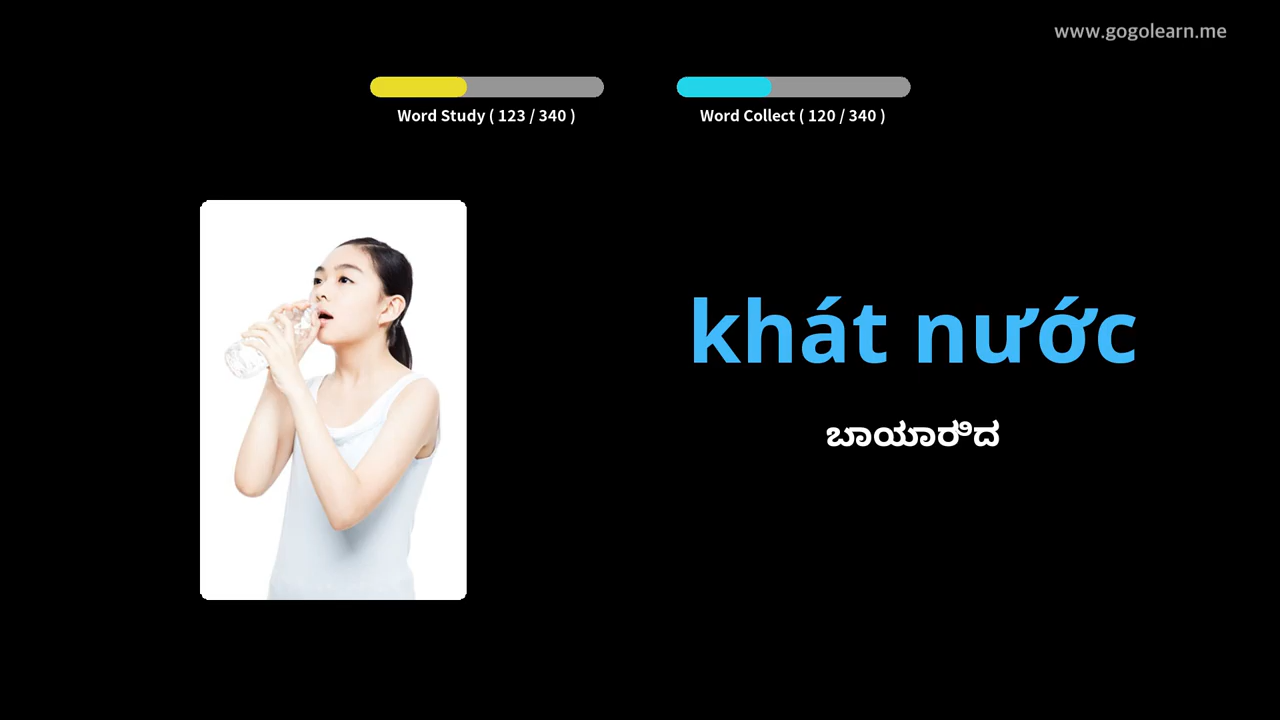 www.gogolearn.me
Word Study ( 123 / 340 )
Word Collect ( 120 / 340 )
khát nước
ಬಾಯಾರಿದ